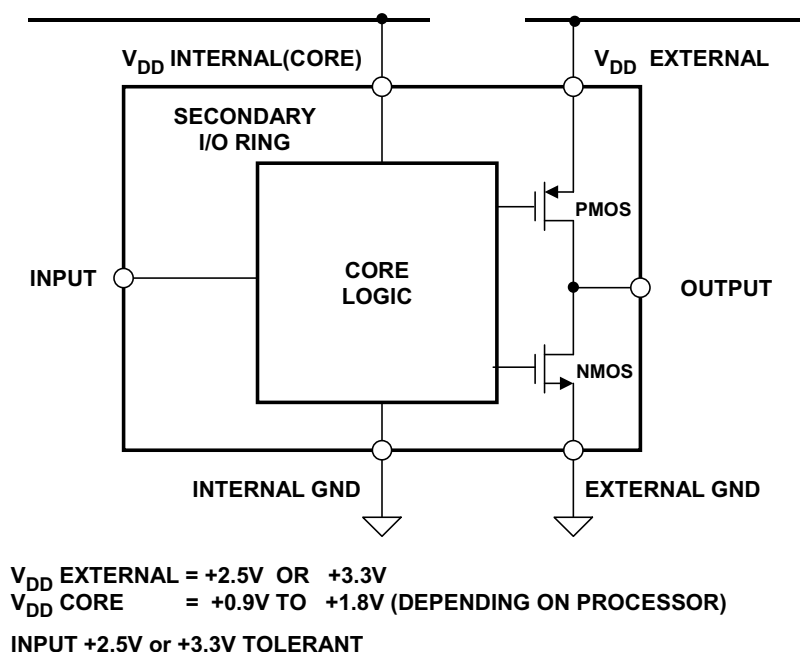 V_DD INTERNAL(CORE)
V_DD EXTERNAL
SECONDARY
I/O RING
PMOS
INPUT
CORE
LOGIC
OUTPUT
NMOS
INTERNAL GND
EXTERNAL GND
V_DD EXTERNAL = +2.5V OR +3.3V
V_DD CORE = +0.9V TO +1.8V (DEPENDING ON PROCESSOR)
INPUT +2.5V or +3.3V TOLERANT